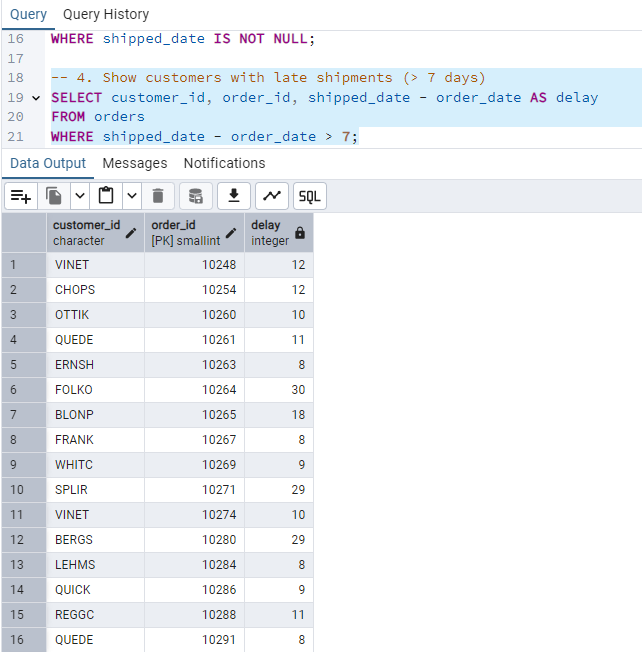 Query Query History
16 WHERE shipped_date IS NOT NULL;
17
18 -- 4. Show customers with late shipments (> 7 days)
19 SELECT customer_id, order_id, shipped_date - order_date AS delay
20 FROM orders
21 WHERE shipped_date - order_date > 7;
Data Output Messages Notifications
SQL
customer_id order_id delay
character [PK] smallint integer
1 VINET 10248 12
2 CHOPS 10254 12
3 OTTIK 10260 10
4 QUEDE 10261 11
5 ERNSH 10263 8
6 FOLKO 10264 30
7 BLONP 10265 18
8 FRANK 10267 8
9 WHITC 10269 9
10 SPLIR 10271 29
11 VINET 10274 10
12 BERGS 10280 29
13 LEHMS 10284 8
14 QUICK 10286 9
15 REGGC 10288 11
16 QUEDE 10291 8